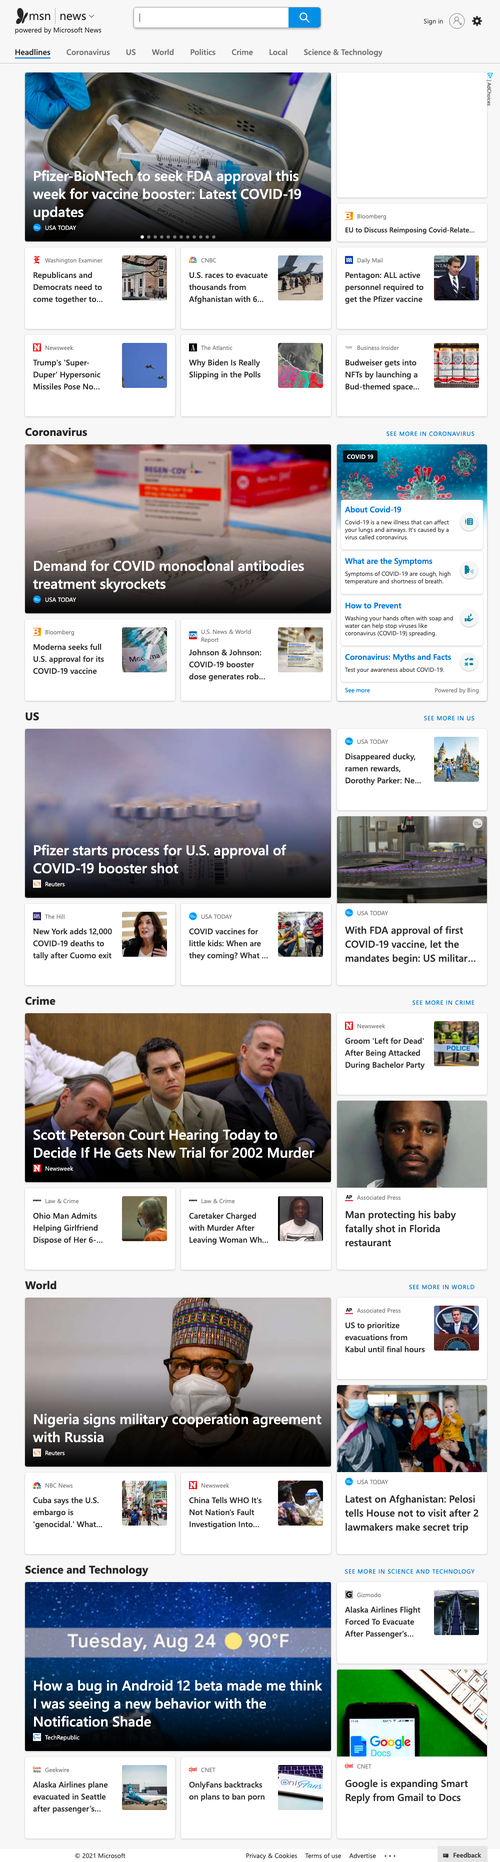 msn | news
powered by Microsoft News
Sign in
Headlines Coronavirus US World Politics Crime Local Science & Technology
AdChoices
Pfizer-BioNTech to seek FDA approval this
week for vaccine booster: Latest COVID-19
updates
USA TODAY
Bloomberg
EU to Discuss Reimposing Covid-Relate...
Washington Examiner
Republicans and
Democrats need to
come together to...
CNBC
U.S. races to evacuate
thousands from
Afghanistan with 6...
Daily Mail
Pentagon: ALL active
personnel required to
get the Pfizer vaccine
Newsweek
Trump's 'Super-
Duper' Hypersonic
Missiles Pose No...
The Atlantic
Why Biden Is Really
Slipping in the Polls
Business Insider
Budweiser gets into
NFTs by launching a
Bud-themed space...
Coronavirus
SEE MORE IN CORONAVIRUS
REGEN-COV
Demand for COVID monoclonal antibodies
treatment skyrockets
USA TODAY
COVID 19
About Covid-19
Covid-19 is a new illness that can affect
your lungs and airways. It's caused by a
virus called coronavirus.
What are the Symptoms
Symptoms of COVID-19 are cough, high
temperature and shortness of breath.
How to Prevent
Washing your hands often with soap and
water can help stop viruses like
coronavirus (COVID-19) spreading.
Coronavirus: Myths and Facts
Test your awareness about COVID-19.
See more
Powered by Bing
Bloomberg
Moderna seeks full
U.S. approval for its
COVID-19 vaccine
U.S. News & World
Report
Johnson & Johnson:
COVID-19 booster
dose generates rob...
US
SEE MORE IN US
Pfizer starts process for U.S. approval of
COVID-19 booster shot
Reuters
USA TODAY
Disappeared ducky,
ramen rewards,
Dorothy Parker: Ne...
USA TODAY
With FDA approval of first
COVID-19 vaccine, let the
mandates begin: US militar...
The Hill
New York adds 12,000
COVID-19 deaths to
tally after Cuomo exit
USA TODAY
COVID vaccines for
little kids: When are
they coming? What ...
Crime
SEE MORE IN CRIME
Scott Peterson Court Hearing Today to
Decide If He Gets New Trial for 2002 Murder
Newsweek
Newsweek
Groom 'Left for Dead'
After Being Attacked
During Bachelor Party
POLICE
Associated Press
Man protecting his baby
fatally shot in Florida
restaurant
Law & Crime
Ohio Man Admits
Helping Girlfriend
Dispose of Her 6-...
Law & Crime
Caretaker Charged
with Murder After
Leaving Woman Wh...
World
SEE MORE IN WORLD
Nigeria signs military cooperation agreement
with Russia
Reuters
Associated Press
US to prioritize
evacuations from
Kabul until final hours
USA TODAY
Latest on Afghanistan: Pelosi
tells House not to visit after 2
lawmakers make secret trip
NBC News
Cuba says the U.S.
embargo is
'genocidal.' What...
Newsweek
China Tells WHO It's
Not Nation's Fault
Investigation Into...
Science and Technology
SEE MORE IN SCIENCE AND TECHNOLOGY
Tuesday, Aug 24 90°F
How a bug in Android 12 beta made me think
I was seeing a new behavior with the
Notification Shade
TechRepublic
Gizmodo
Alaska Airlines Flight
Forced To Evacuate
After Passenger's...
Google
Docs
CNET
Google is expanding Smart
Reply from Gmail to Docs
Geekwire
Alaska Airlines plane
evacuated in Seattle
after passenger's...
CNET
OnlyFans backtracks
on plans to ban porn
OnlyFans
© 2021 Microsoft
Privacy & Cookies Terms of use Advertise ...
Feedback